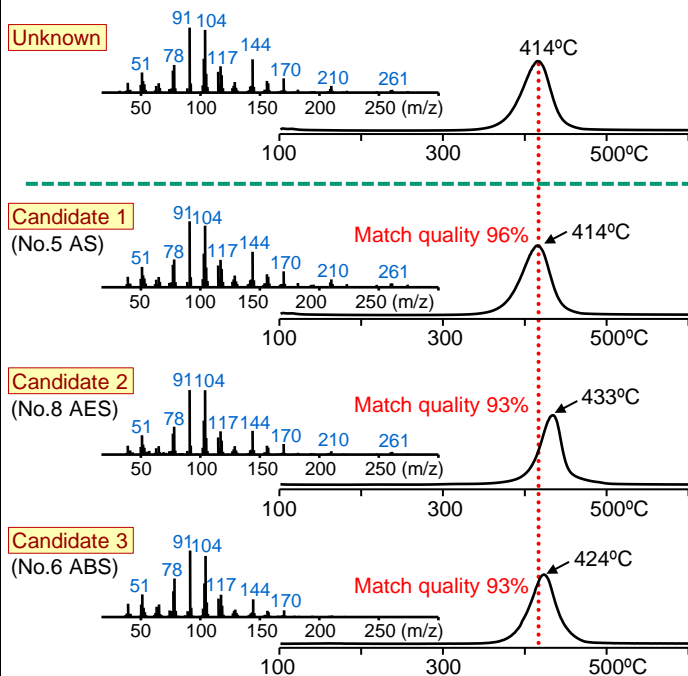 Unknown
91 104
51 78 117 144 170 210 261
50 100 150 200 250 (m/z)
414ºC
100 300 500ºC
Candidate 1
(No.5 AS)
91 104
51 78 117 144 170 210 261
50 100 150 200 250 (m/z)
Match quality 96%
414ºC
100 300 500ºC
Candidate 2
(No.8 AES)
91 104
51 78 117 144 170 210 261
50 100 150 200 250 (m/z)
Match quality 93%
433ºC
100 300 500ºC
Candidate 3
(No.6 ABS)
91 104
51 78 117 144 170
50 100 150 200 250 (m/z)
Match quality 93%
424ºC
100 300 500ºC